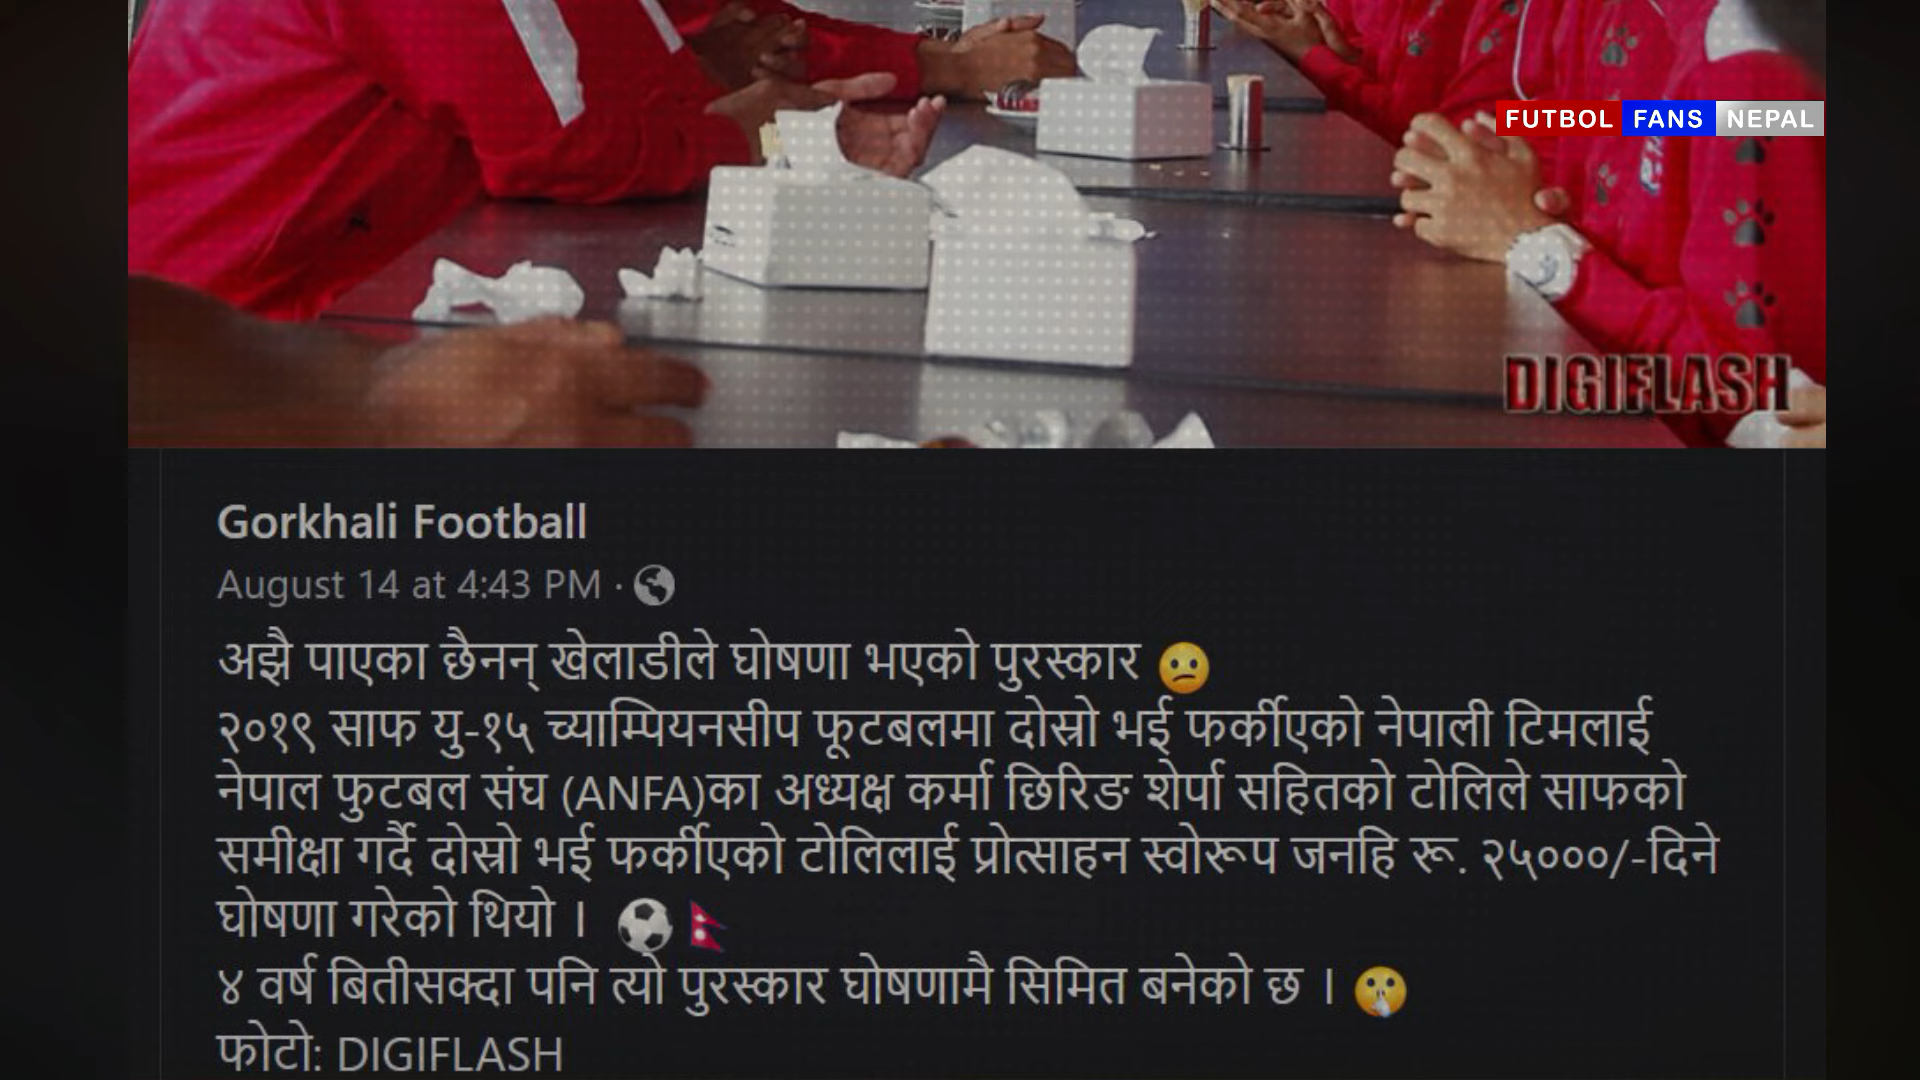 FUTBOL FANS NEPAL
DIGIFLASH
Gorkhali Football
August 14 at 4:43 PM ·
अझै पाएका छैनन् खेलाडीले घोषणा भएको पुरस्कार 😕
२०१९ साफ यु-१५ च्याम्पियनसीप फूटबलमा दोस्रो भई फर्कीएको नेपाली टिमलाई
नेपाल फुटबल संघ (ANFA)का अध्यक्ष कर्मा छिरिङ शेर्पा सहितको टोलिले साफको
समीक्षा गर्दै दोस्रो भई फर्कीएको टोलिलाई प्रोत्साहन स्वोरूप जनहि रू. २५०००/-दिने
घोषणा गरेको थियो । ⚽🇳🇵
४ वर्ष बितीसक्दा पनि त्यो पुरस्कार घोषणामै सिमित बनेको छ । 🤫
फोटो: DIGIFLASH